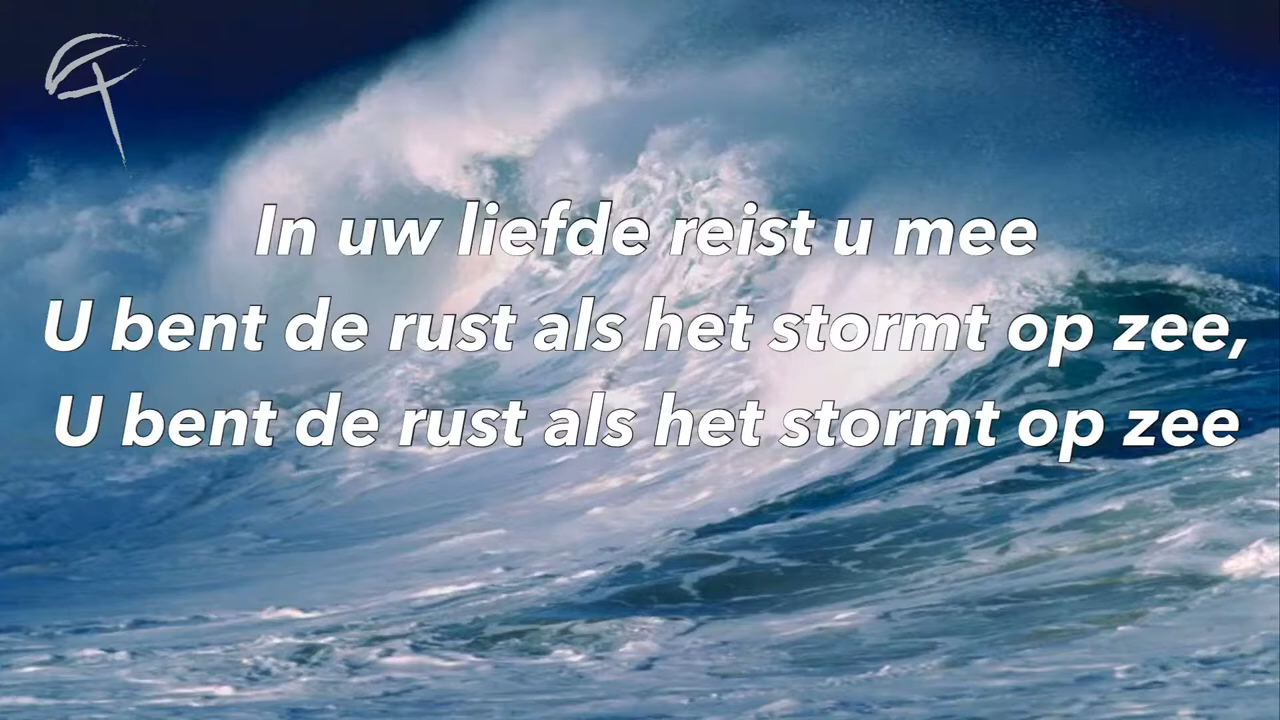 In uw liefde reist u mee
U bent de rust als het stormt op zee,
U bent de rust als het stormt op zee